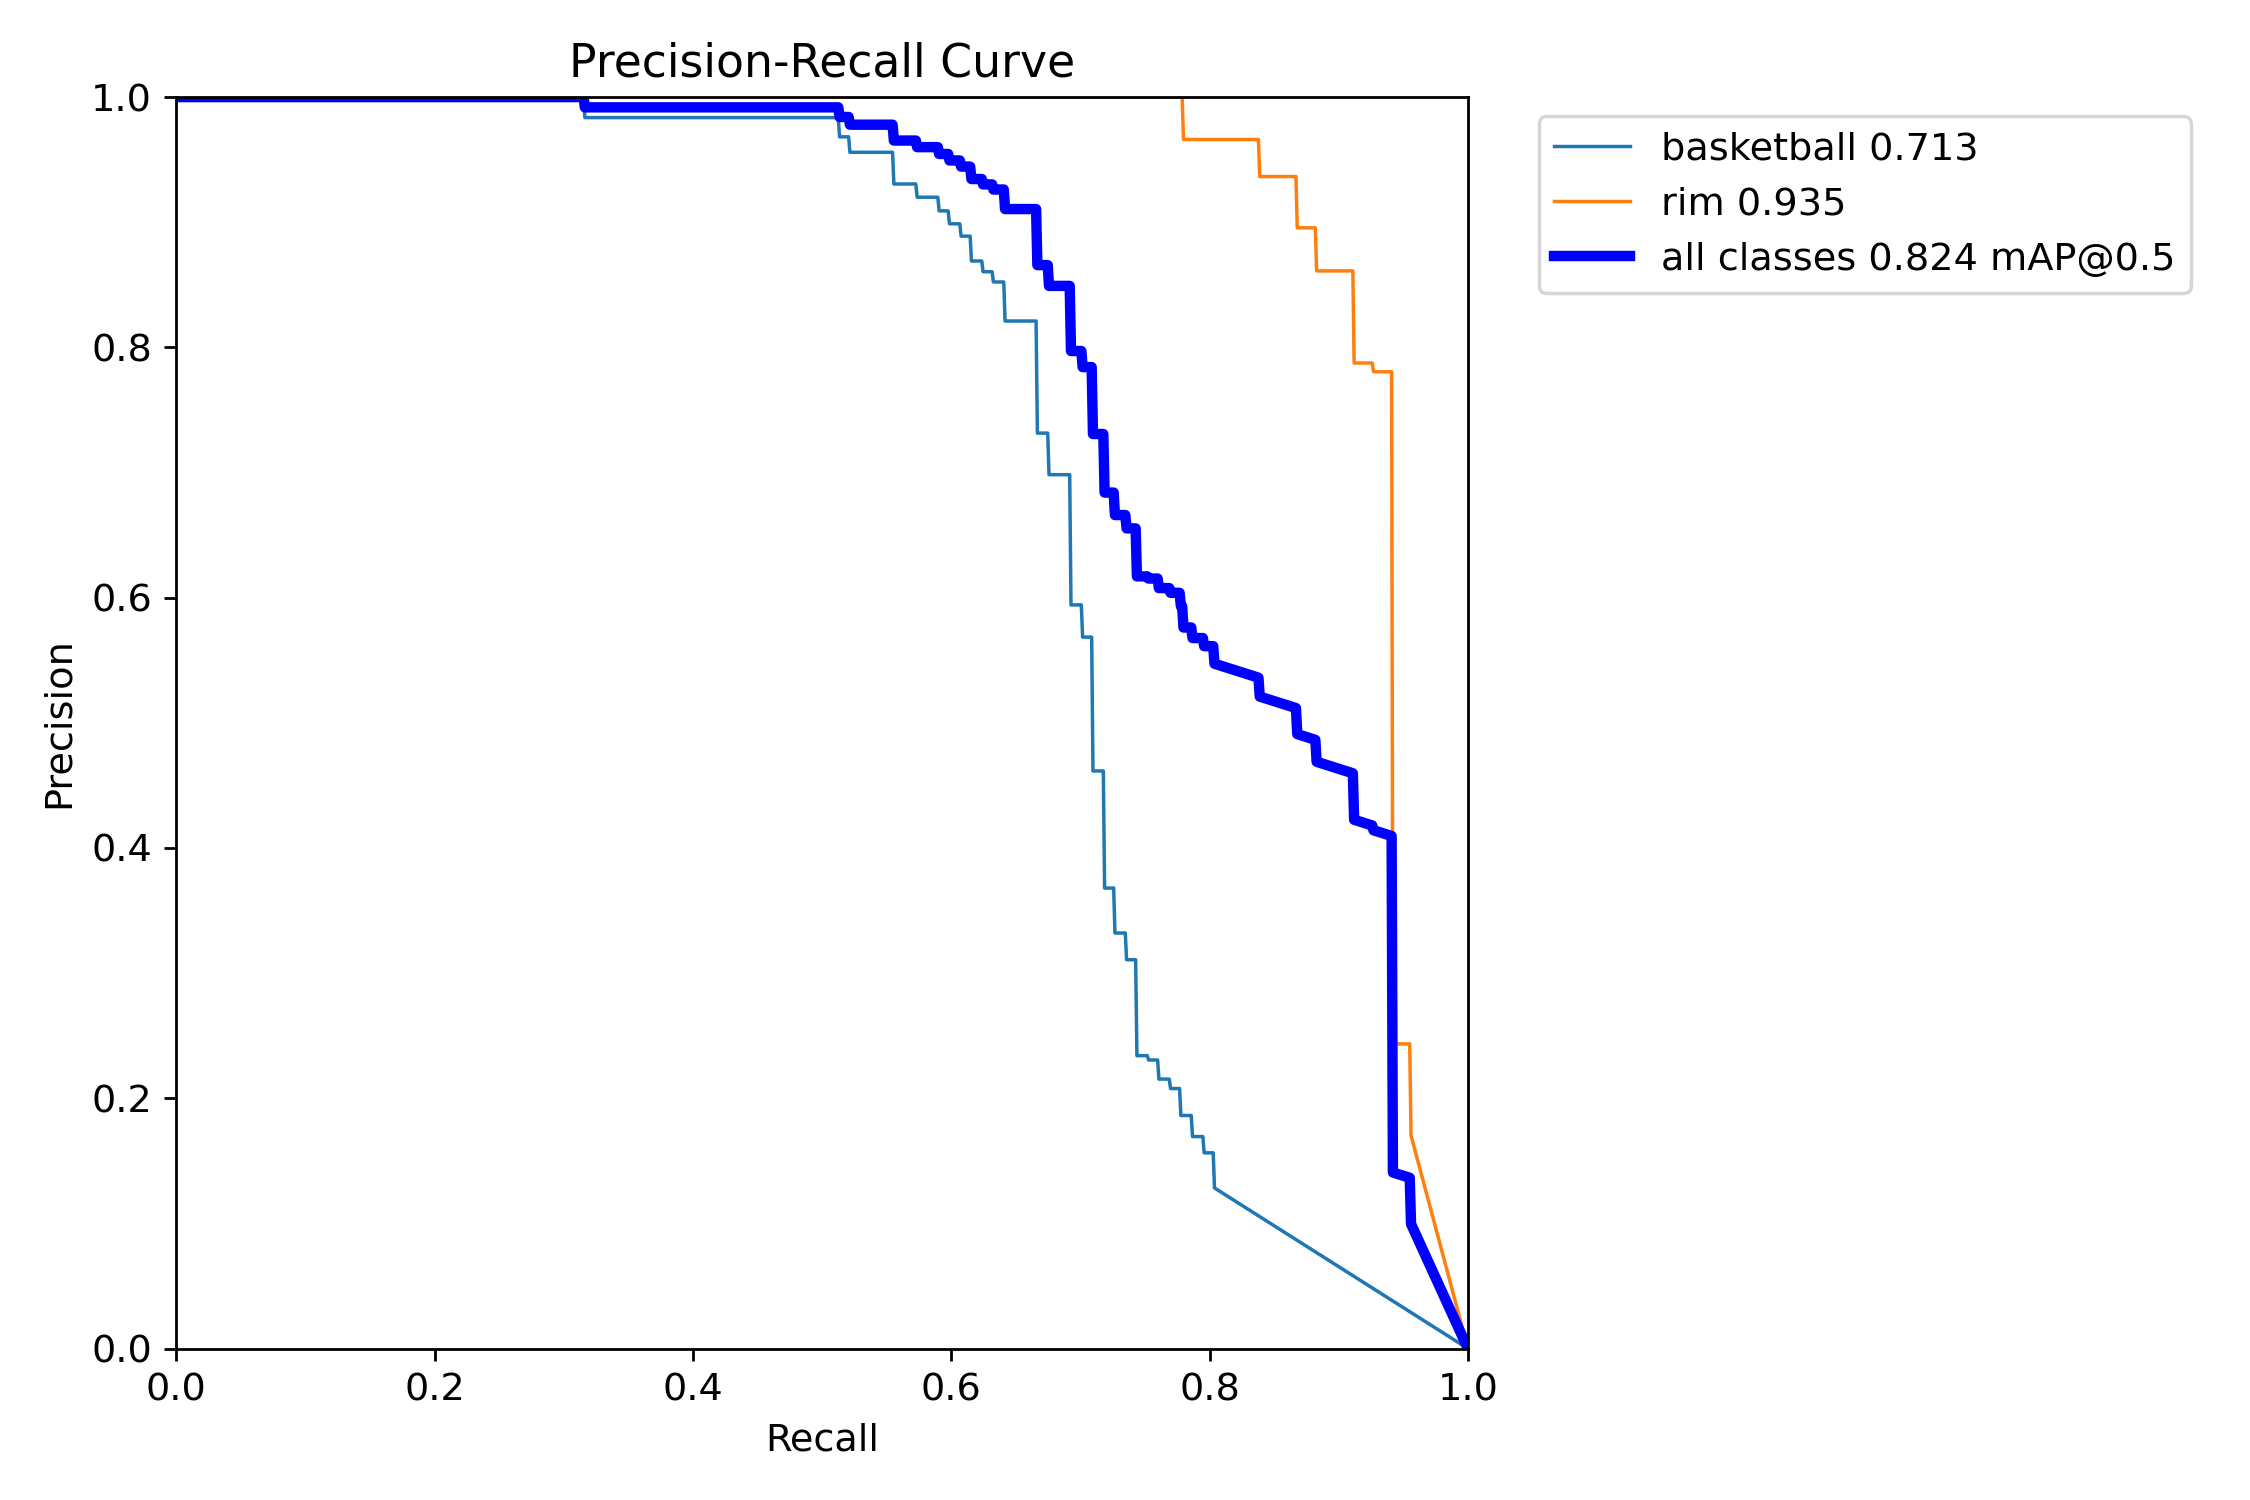 Precision-Recall Curve
1.0
0.8
0.6
0.4
0.2
0.0
Precision
0.0 0.2 0.4 0.6 0.8 1.0
Recall
basketball 0.713
rim 0.935
all classes 0.824 mAP@0.5